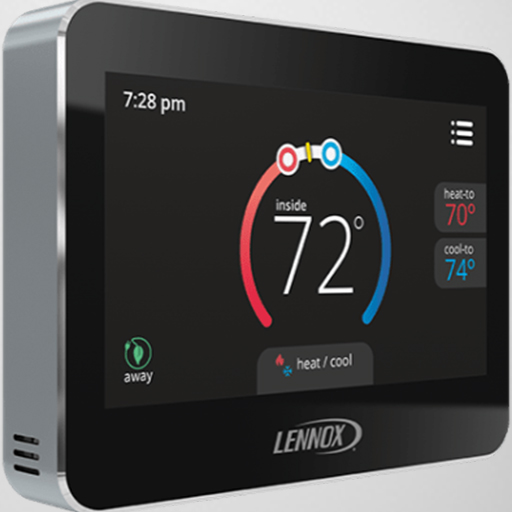 7:28 pm
inside
72°
heat-to
70°
cool-to
74°
heat / cool
away
LENNOX